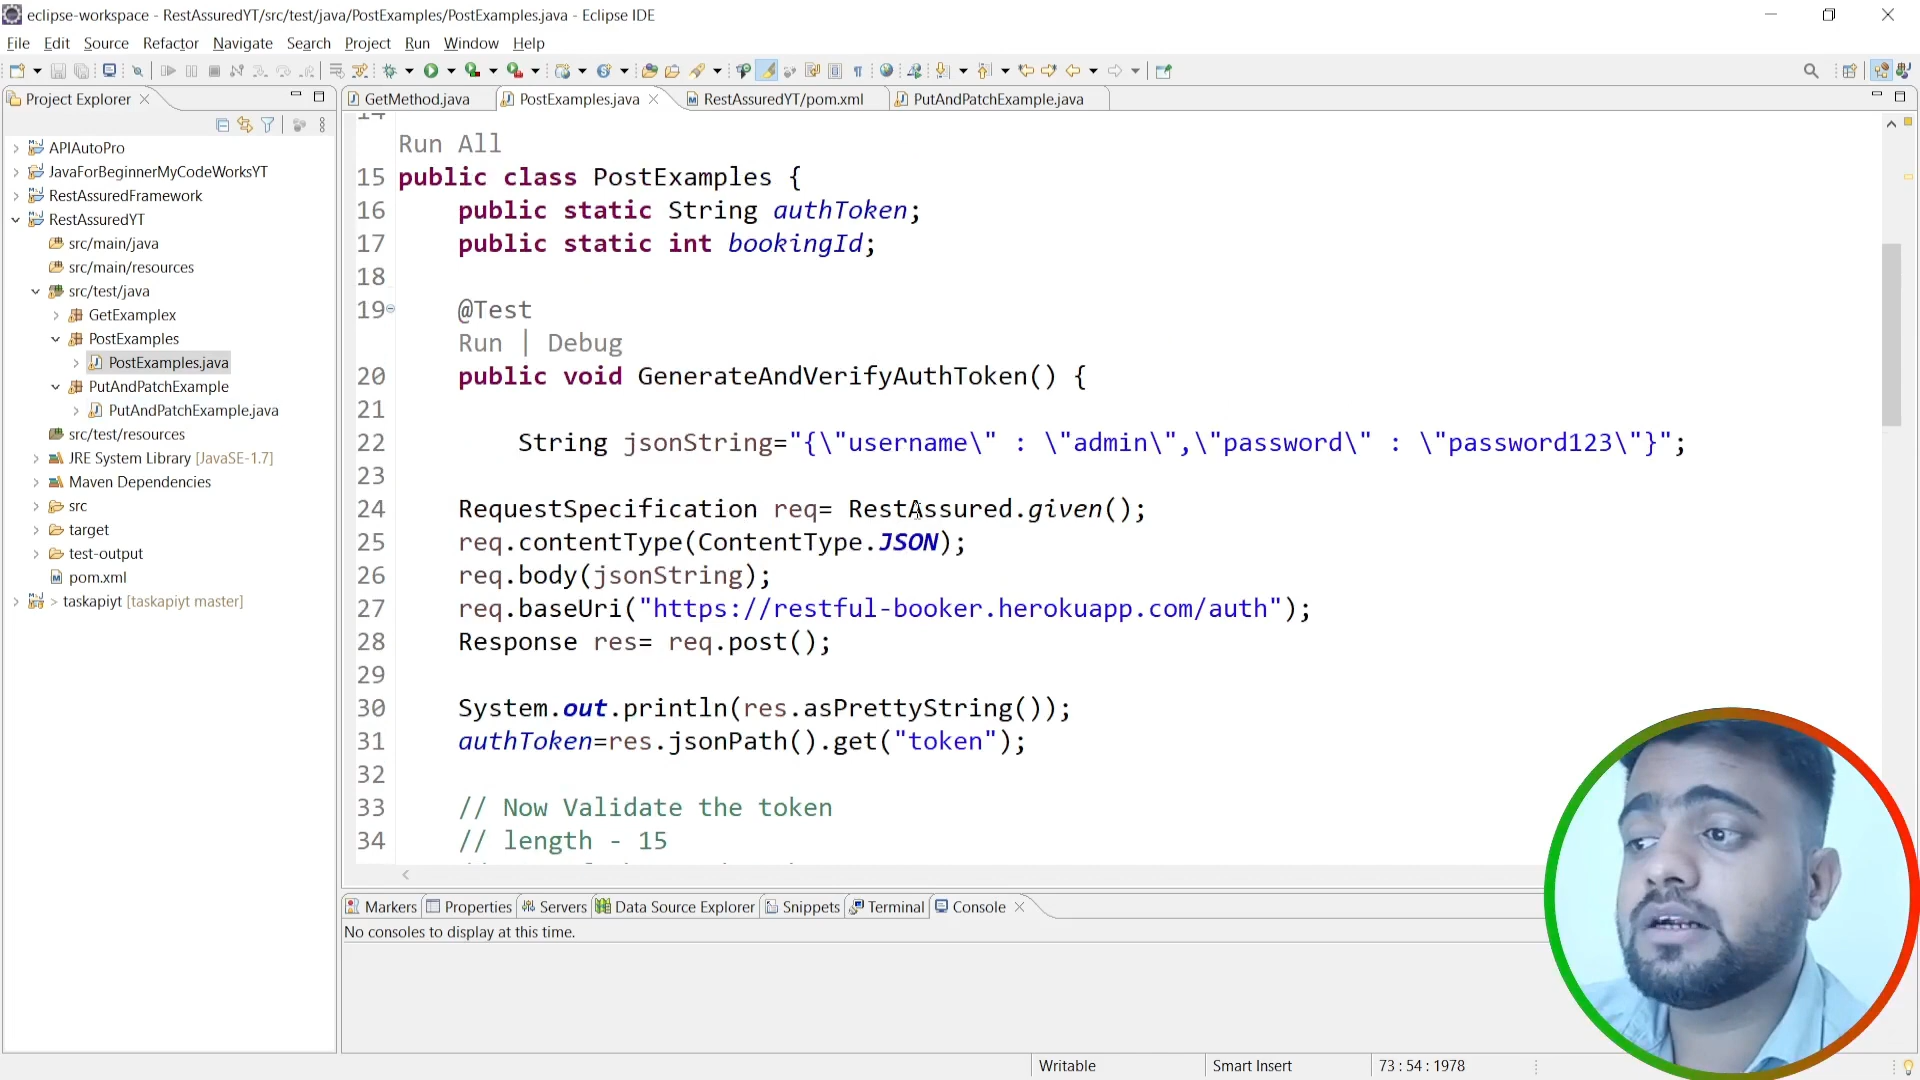 eclipse-workspace - RestAssuredYT/src/test/java/PostExamples/PostExamples.java - Eclipse IDE
File Edit Source Refactor Navigate Search Project Run Window Help
Project Explorer
APIAutoPro
JavaForBeginnerMyCodeWorksYT
RestAssuredFramework
RestAssuredYT
src/main/java
src/main/resources
src/test/java
GetExamplex
PostExamples
PostExamples.java
PutAndPatchExample
PutAndPatchExample.java
src/test/resources
JRE System Library [JavaSE-1.7]
Maven Dependencies
src
target
test-output
pom.xml
> taskapiyt [taskapiyt master]
GetMethod.java PostExamples.java RestAssuredYT/pom.xml PutAndPatchExample.java
14
Run All
15 public class PostExamples {
16 public static String authToken;
17 public static int bookingId;
18
19 @Test
Run | Debug
20 public void GenerateAndVerifyAuthToken() {
21
22 String jsonString="{\"username\" : \"admin\",\"password\" : \"password123\"}";
23
24 RequestSpecification req= RestAssured.given();
25 req.contentType(ContentType.JSON);
26 req.body(jsonString);
27 req.baseUri("https://restful-booker.herokuapp.com/auth");
28 Response res= req.post();
29
30 System.out.println(res.asPrettyString());
31 authToken=res.jsonPath().get("token");
32
33 // Now Validate the token
34 // length - 15
Markers Properties Servers Data Source Explorer Snippets Terminal Console
No consoles to display at this time.
Writable Smart Insert 73 : 54 : 1978